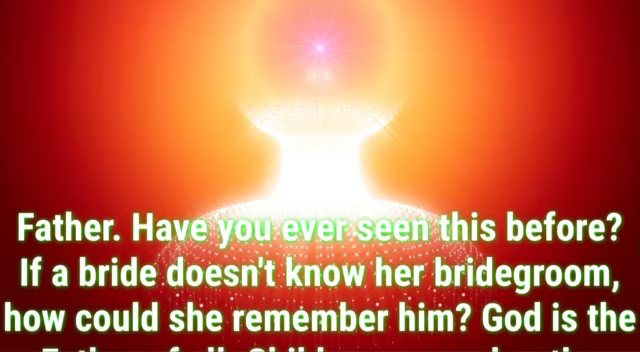 Father. Have you ever seen this before?
If a bride doesn't know her bridegroom,
how could she remember him? God is the